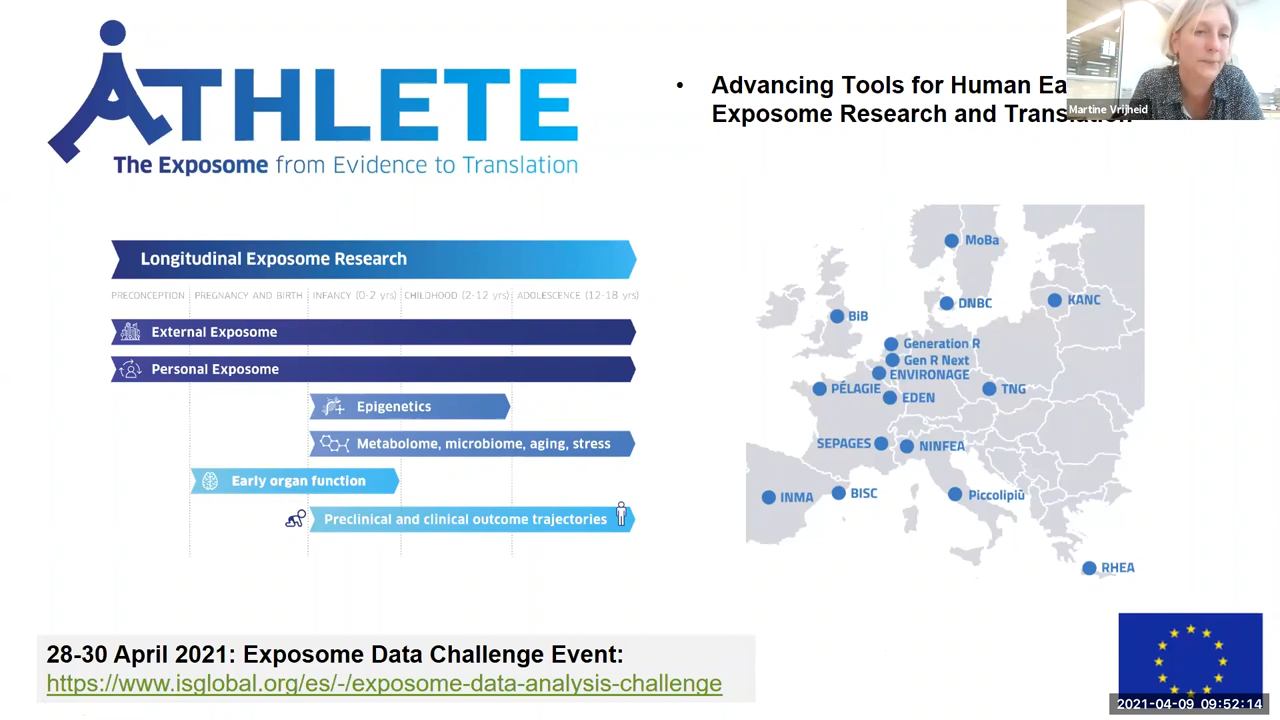 ATHLETE
The Exposome from Evidence to Translation
Advancing Tools for Human
Exposome Research and
Martine Vrijheid
Longitudinal Exposome Research
PRECONCEPTION PREGNANCY AND BIRTH INFANCY (0-2 yrs) CHILDHOOD (2-12 yrs) ADOLESCENCE (12-18 yrs)
External Exposome
Personal Exposome
Epigenetics
Metabolome, microbiome, aging, stress
Early organ function
Preclinical and clinical outcome trajectories
MoBa
DNBC
KANC
BiB
Generation R
Gen R Next
ENVIRONAGE
PÉLAGIE
TNG
EDEN
SEPAGES
NINFEA
INMA
BISC
Piccolipiù
RHEA
28-30 April 2021: Exposome Data Challenge Event:
https://www.isglobal.org/es/-/exposome-data-analysis-challenge
2021-04-09 09:52:14